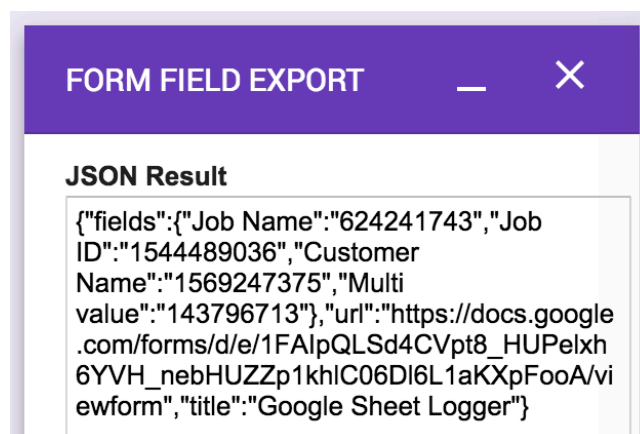 FORM FIELD EXPORT
JSON Result
{"fields":{"Job Name":"624241743","Job
ID":"1544489036","Customer
Name":"1569247375","Multi
value":"143796713"},"url":"https://docs.google
.com/forms/d/e/1FAIpQLSd4CVpt8_HUPelxh
6YVH_nebHUZZp1khlC06Dl6L1aKXpFooA/vi
ewform","title":"Google Sheet Logger"}